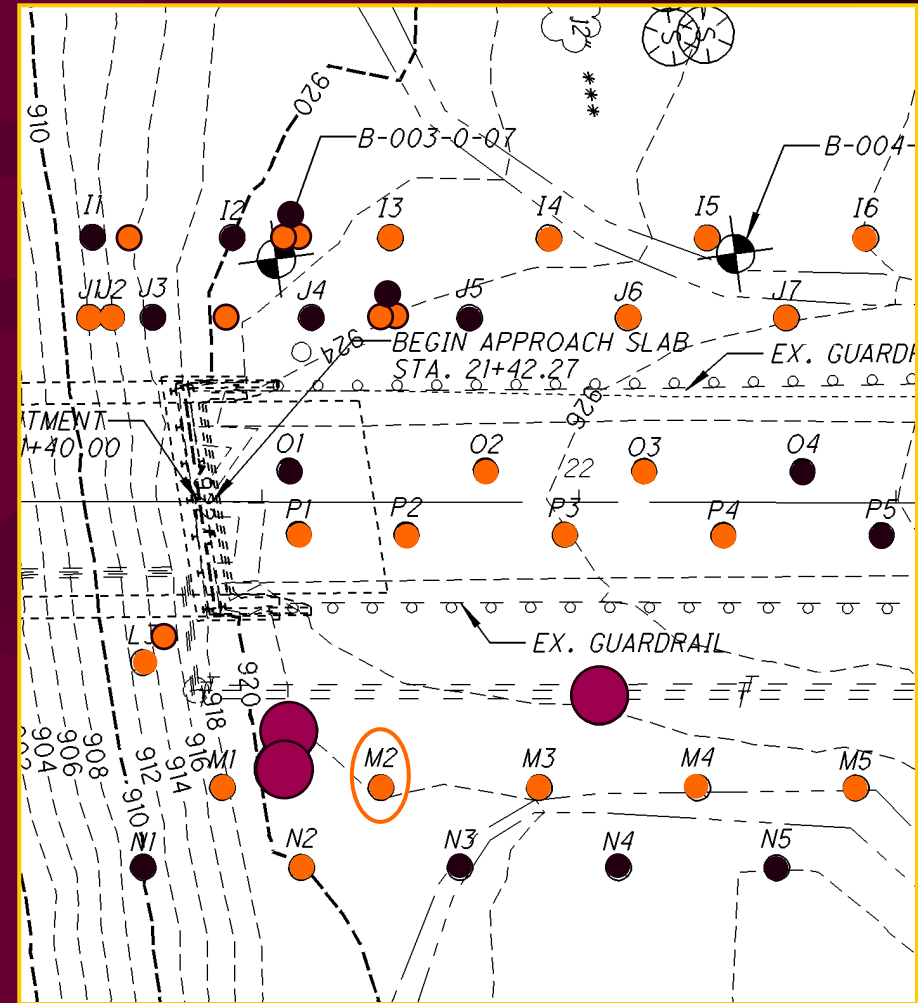 12"
S S
920
910
B-003-0-07
B-004-
I1 I2 I3 I4 I5 I6
J1 J2 J3 J4 J5 J6 J7
924
BEGIN APPROACH SLAB
STA. 21+42.27
EX. GUARDR
926
TMENT
+40.00
O1 O2 22 O3 O4
P1 P2 P3 P4 P5
EX. GUARDRAIL
920
918
916
914
912
910
908
906
904
M1 M2 M3 M4 M5
N1 N2 N3 N4 N5